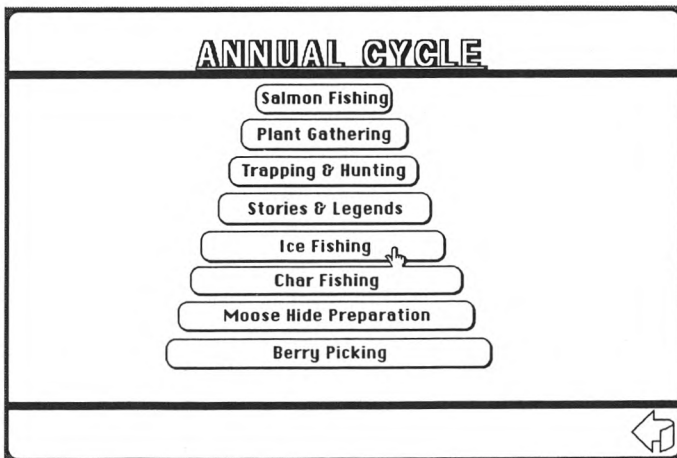 ANNUAL CYCLE
Salmon Fishing
Plant Gathering
Trapping & Hunting
Stories & Legends
Ice Fishing
Char Fishing
Moose Hide Preparation
Berry Picking